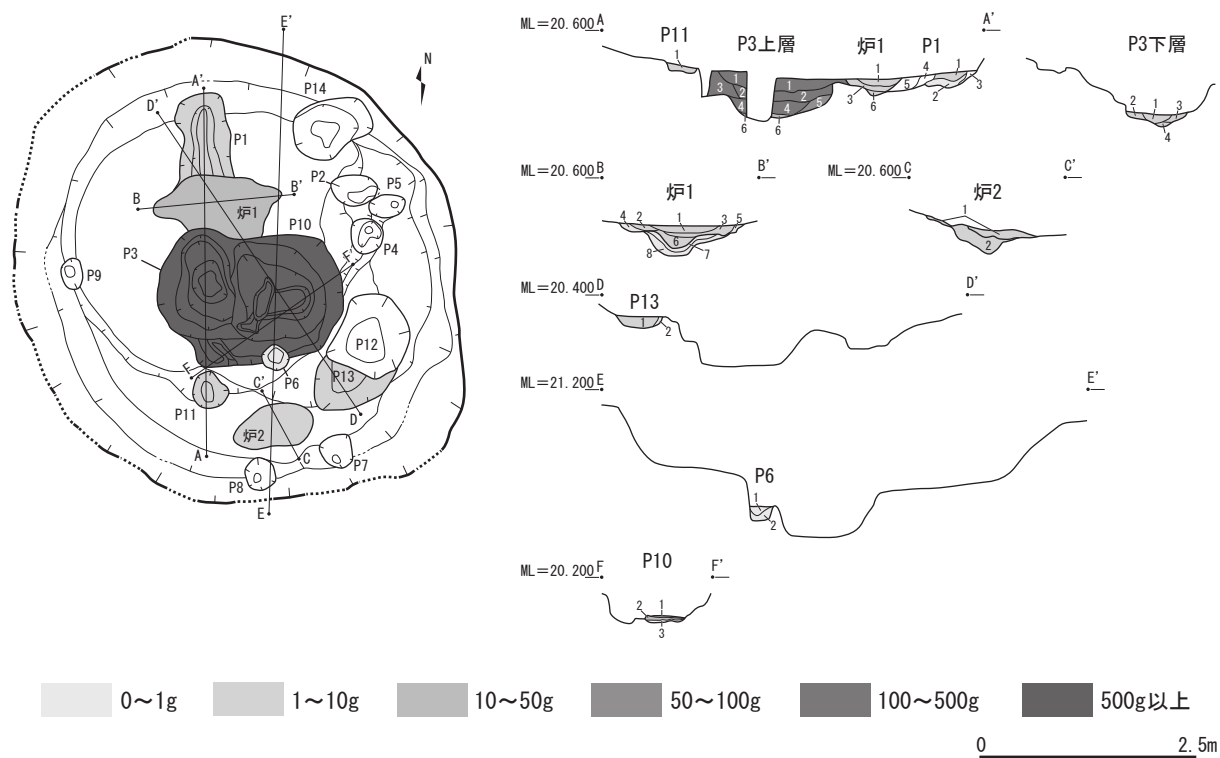 E'
N
A'
D'
P14
P1
P2
P5
B'
B
炉1
P10
P4
P3
F'
P9
P12
F
P6
P13
C'
P11
D
炉2
A
C
P7
P8
E
ML=20.600 A
A'
P11
P3上層
炉1
P1
P3下層
1
1
1
1
4
1
3
2
2
3
5
3
4
4
5
3
6
2
6
6
2
1
3
4
ML=20.600 B
B'
ML=20.600 C
C'
炉1
炉2
4
2
1
3
5
6
8
7
1
2
ML=20.400 D
D'
P13
1
2
ML=21.200 E
E'
P6
1
2
ML=20.200 F
P10
F'
2
1
3
0～1g
1～10g
10～50g
50～100g
100～500g
500g以上
0
2.5m